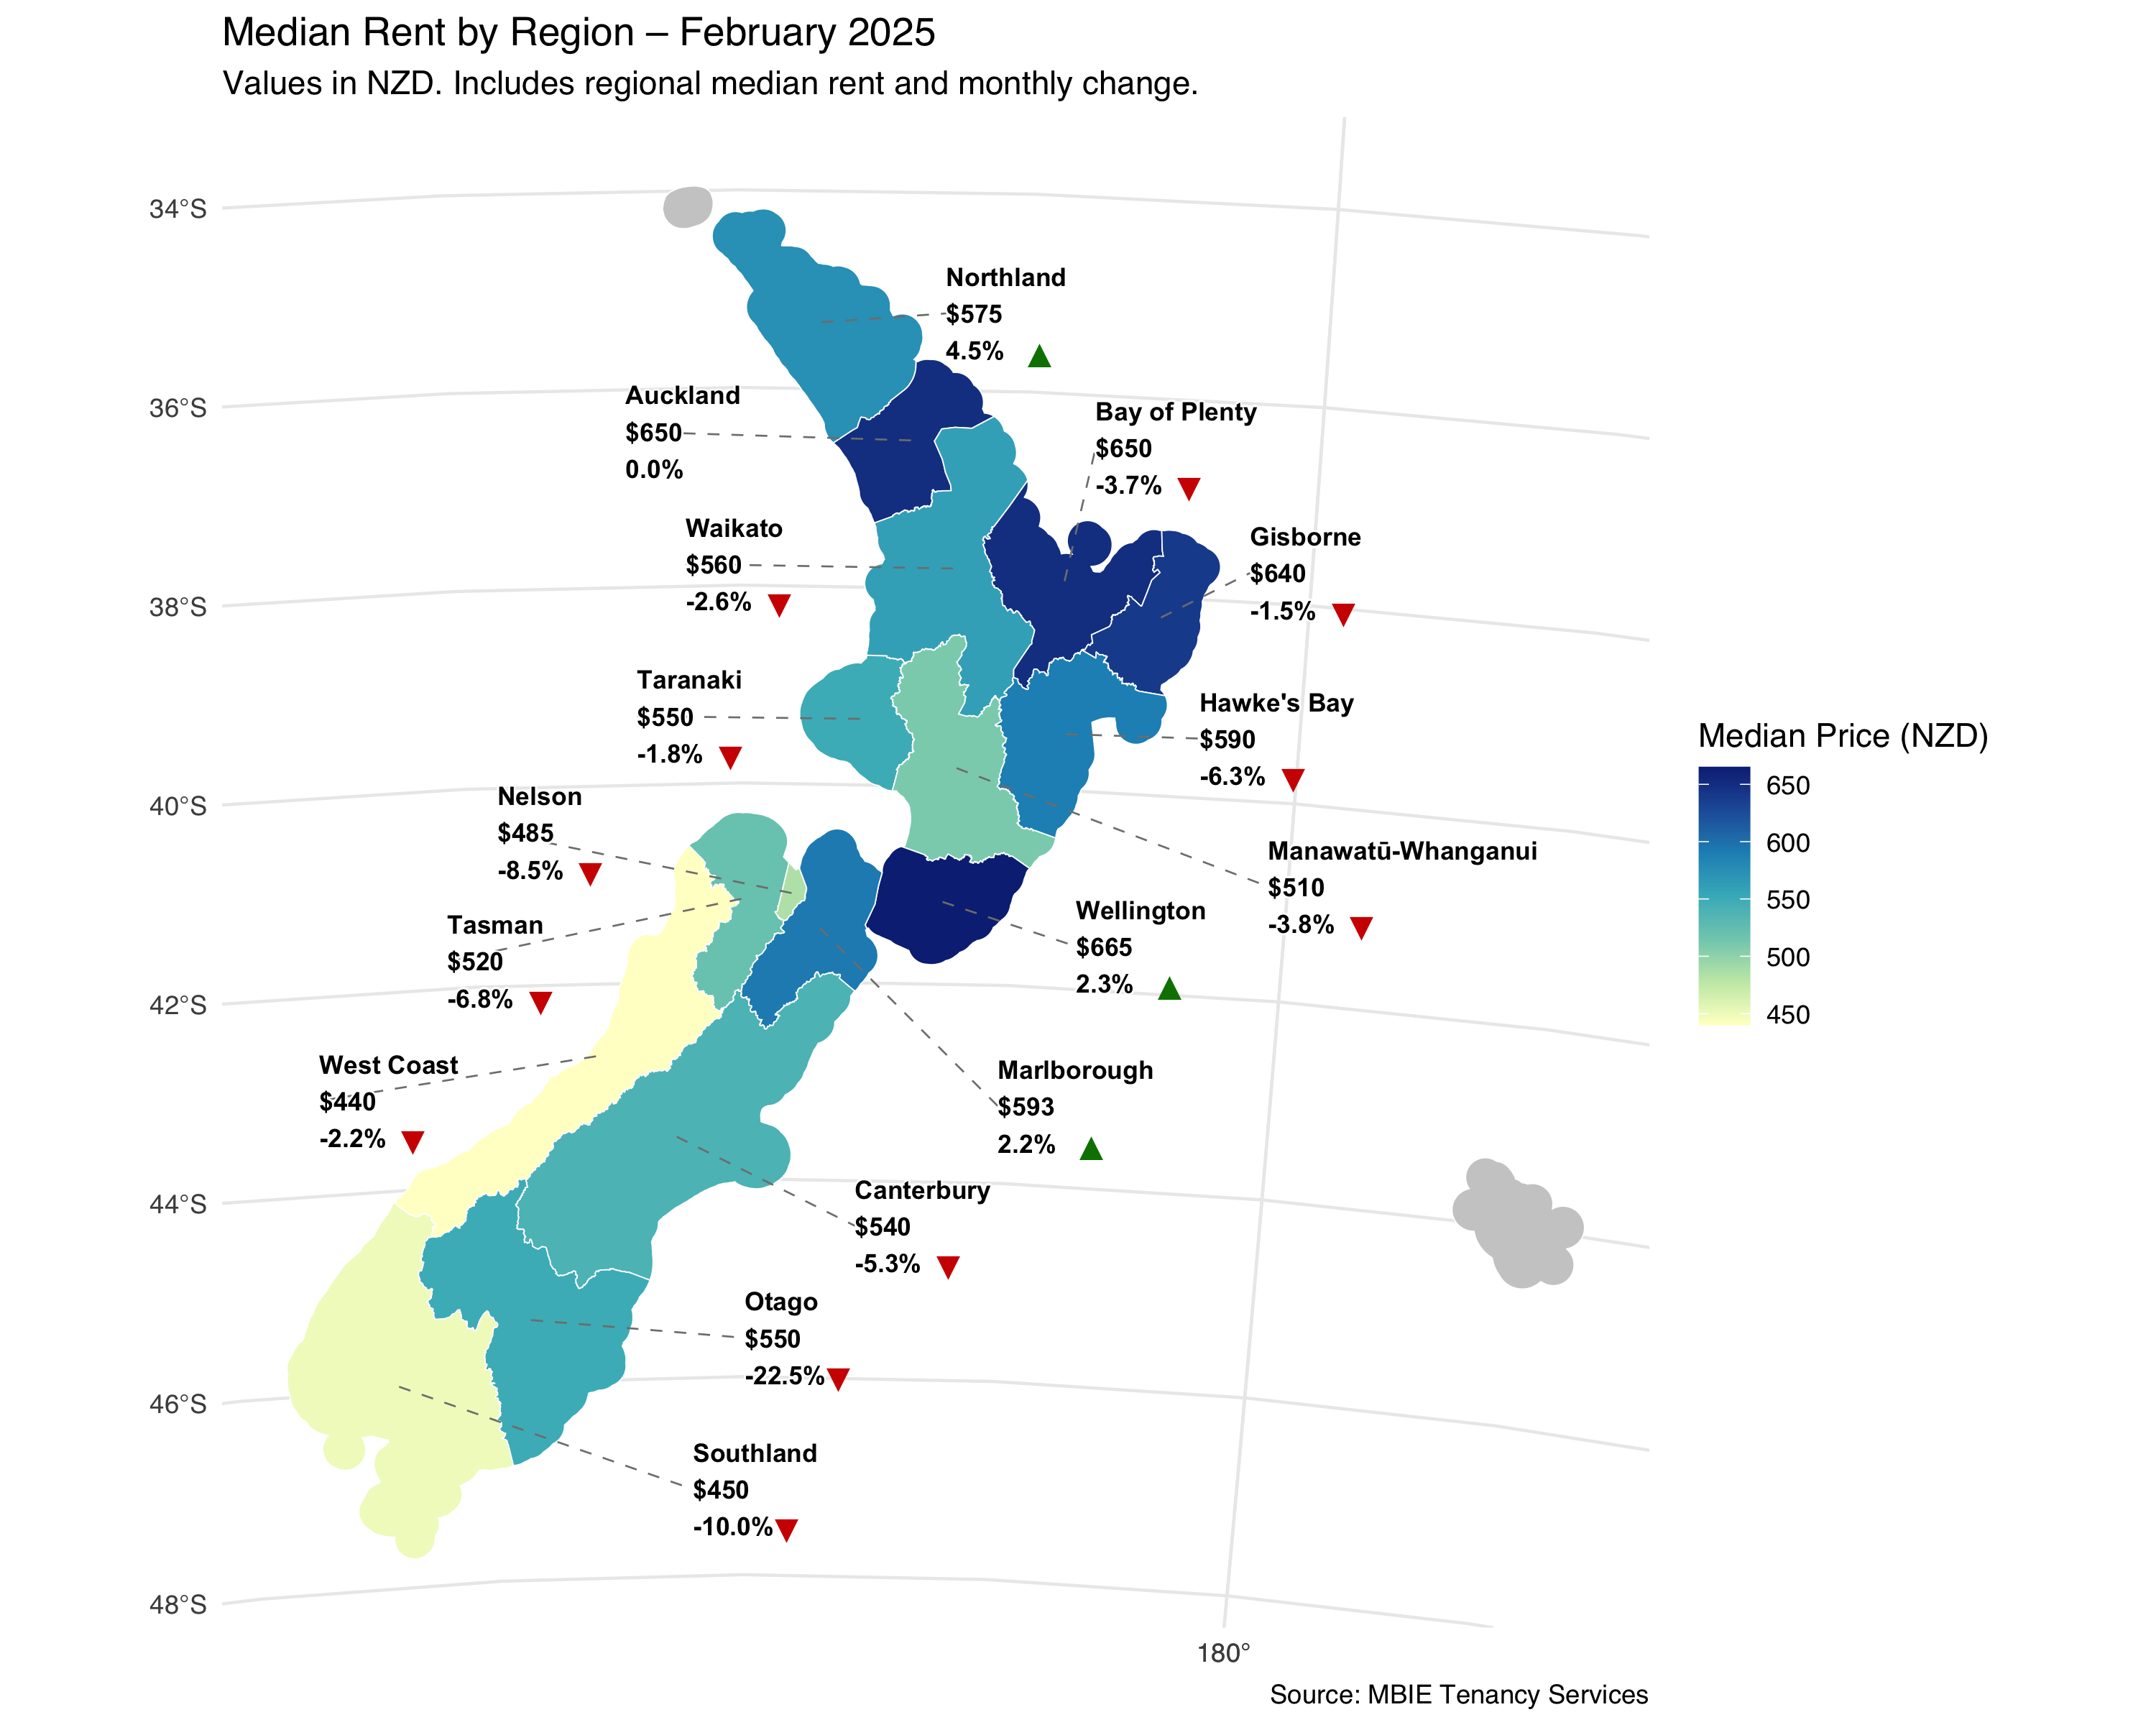 Median Rent by Region – February 2025
Values in NZD. Includes regional median rent and monthly change.
34°S
36°S
38°S
40°S
42°S
44°S
46°S
48°S
180°
Northland
$575
4.5%
Auckland
$650
0.0%
Bay of Plenty
$650
-3.7%
Waikato
$560
-2.6%
Gisborne
$640
-1.5%
Taranaki
$550
-1.8%
Hawke's Bay
$590
-6.3%
Nelson
$485
-8.5%
Manawatū-Whanganui
$510
-3.8%
Tasman
$520
-6.8%
Wellington
$665
2.3%
West Coast
$440
-2.2%
Marlborough
$593
2.2%
Canterbury
$540
-5.3%
Otago
$550
-22.5%
Southland
$450
-10.0%
Median Price (NZD)
650
600
550
500
450
Source: MBIE Tenancy Services